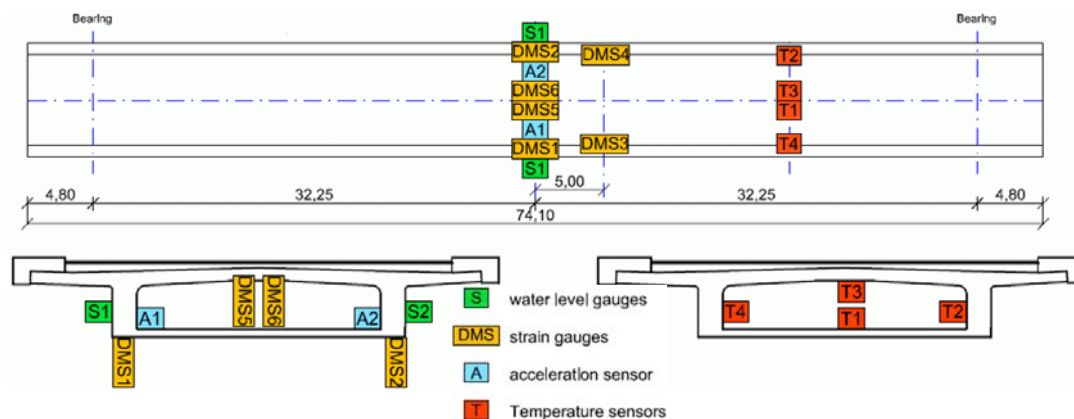 Bearing
Bearing
S1
DMS2
DMS4
T2
A2
DMS6
T3
DMS5
T1
A1
DMS1
DMS3
T4
S1
5,00
4,80
32,25
32,25
4,80
74,10
DMS5
DMS6
S1
A1
A2
S2
DMS1
DMS2
S water level gauges
DMS strain gauges
A acceleration sensor
T Temperature sensors
T3
T4
T1
T2